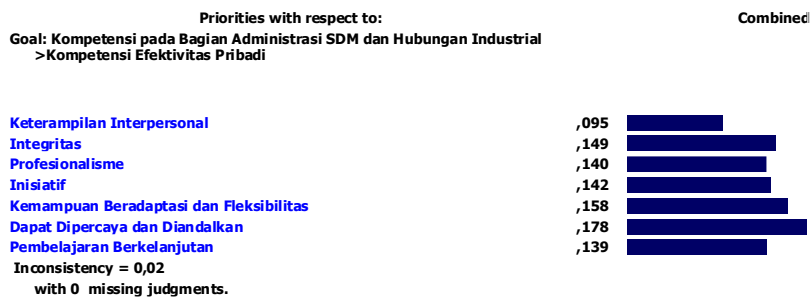 Priorities with respect to: Combined
Goal: Kompetensi pada Bagian Administrasi SDM dan Hubungan Industrial
>Kompetensi Efektivitas Pribadi
Keterampilan Interpersonal ,095
Integritas ,149
Profesionalisme ,140
Inisiatif ,142
Kemampuan Beradaptasi dan Fleksibilitas ,158
Dapat Dipercaya dan Diandalkan ,178
Pembelajaran Berkelanjutan ,139
Inconsistency = 0,02
with 0 missing judgments.